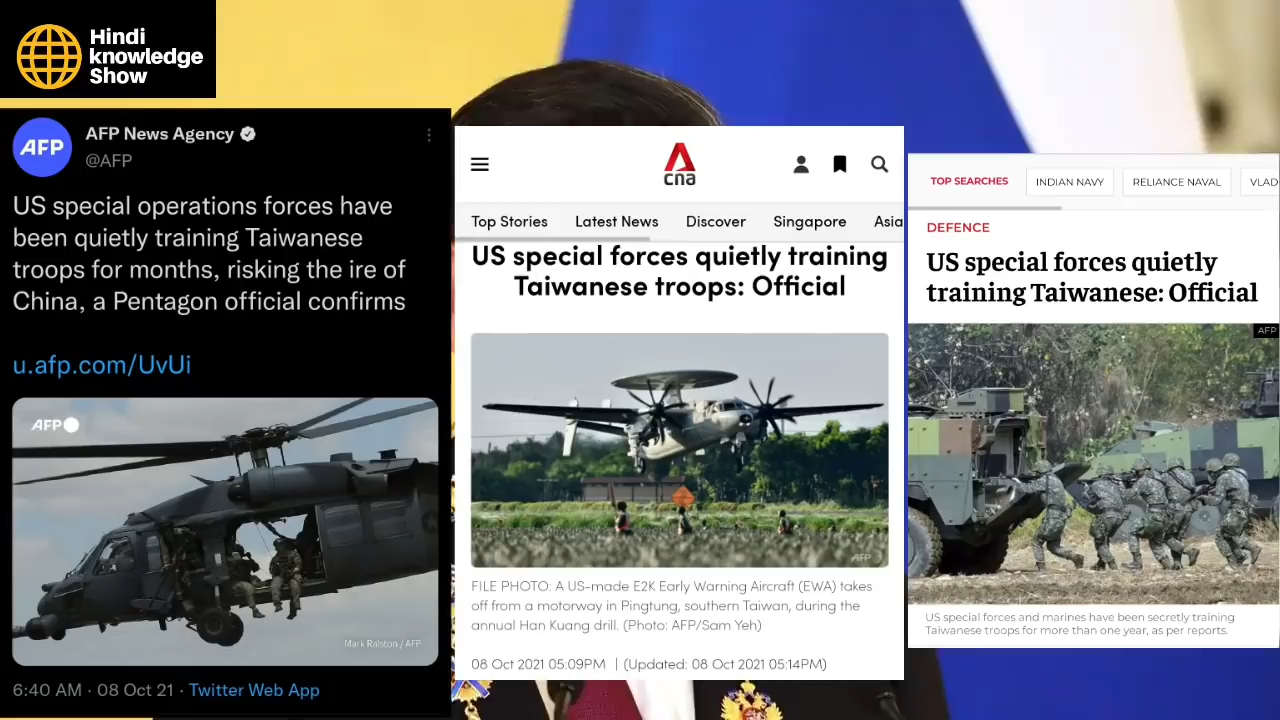 Hindi
knowledge
Show
AFP
AFP News Agency
@AFP
US special operations forces have
been quietly training Taiwanese
troops for months, risking the ire of
China, a Pentagon official confirms
u.afp.com/UvUi
AFP
Mark Ralston / AFP
6:40 AM · 08 Oct 21 · Twitter Web App
cna
Top Stories Latest News Discover Singapore Asia
US special forces quietly training
Taiwanese troops: Official
AFP
FILE PHOTO: A US-made E2K Early Warning Aircraft (EWA) takes
off from a motorway in Pingtung, southern Taiwan, during the
annual Han Kuang drill. (Photo: AFP/Sam Yeh)
08 Oct 2021 05:09PM | (Updated: 08 Oct 2021 05:14PM)
TOP SEARCHES INDIAN NAVY RELIANCE NAVAL VLAD
DEFENCE
US special forces quietly
training Taiwanese: Official
AFP
US special forces and marines have been secretly training
Taiwanese troops for more than one year, as per reports.